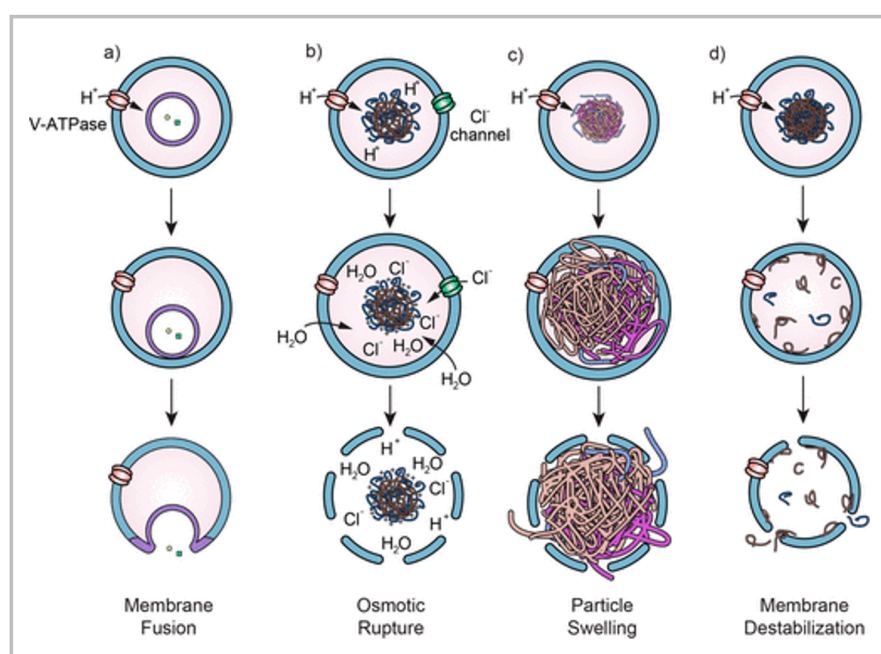 a)
b)
c)
d)
H⁺
V-ATPase
H⁺
H⁺
H⁺
Cl⁻
channel
H⁺
H⁺
H₂O
Cl⁻
Cl⁻
Cl⁻
H₂O
Cl⁻
H₂O
H₂O
H⁺
H₂O
H₂O
Cl⁻
Cl⁻
H⁺
H₂O
Membrane
Fusion
Osmotic
Rupture
Particle
Swelling
Membrane
Destabilization